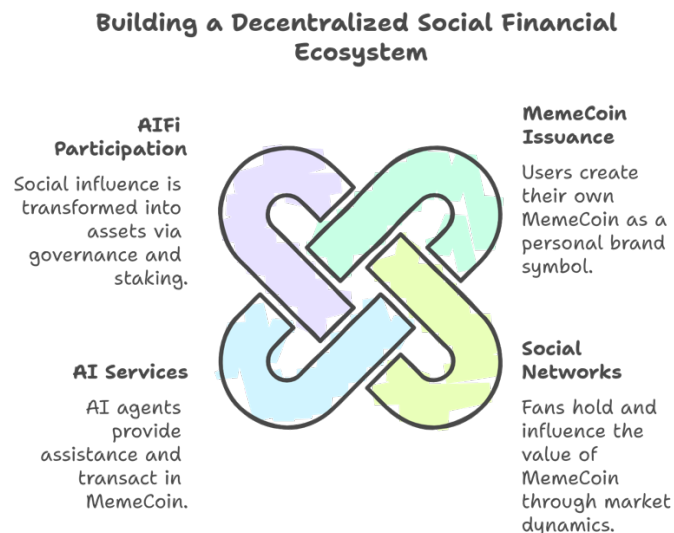 Building a Decentralized Social Financial
Ecosystem
AIFi
Participation
Social influence is
transformed into
assets via
governance and
staking.
MemeCoin
Issuance
Users create
their own
MemeCoin as a
personal brand
symbol.
AI Services
AI agents
provide
assistance and
transact in
MemeCoin.
Social
Networks
Fans hold and
influence the
value of
MemeCoin
through market
dynamics.